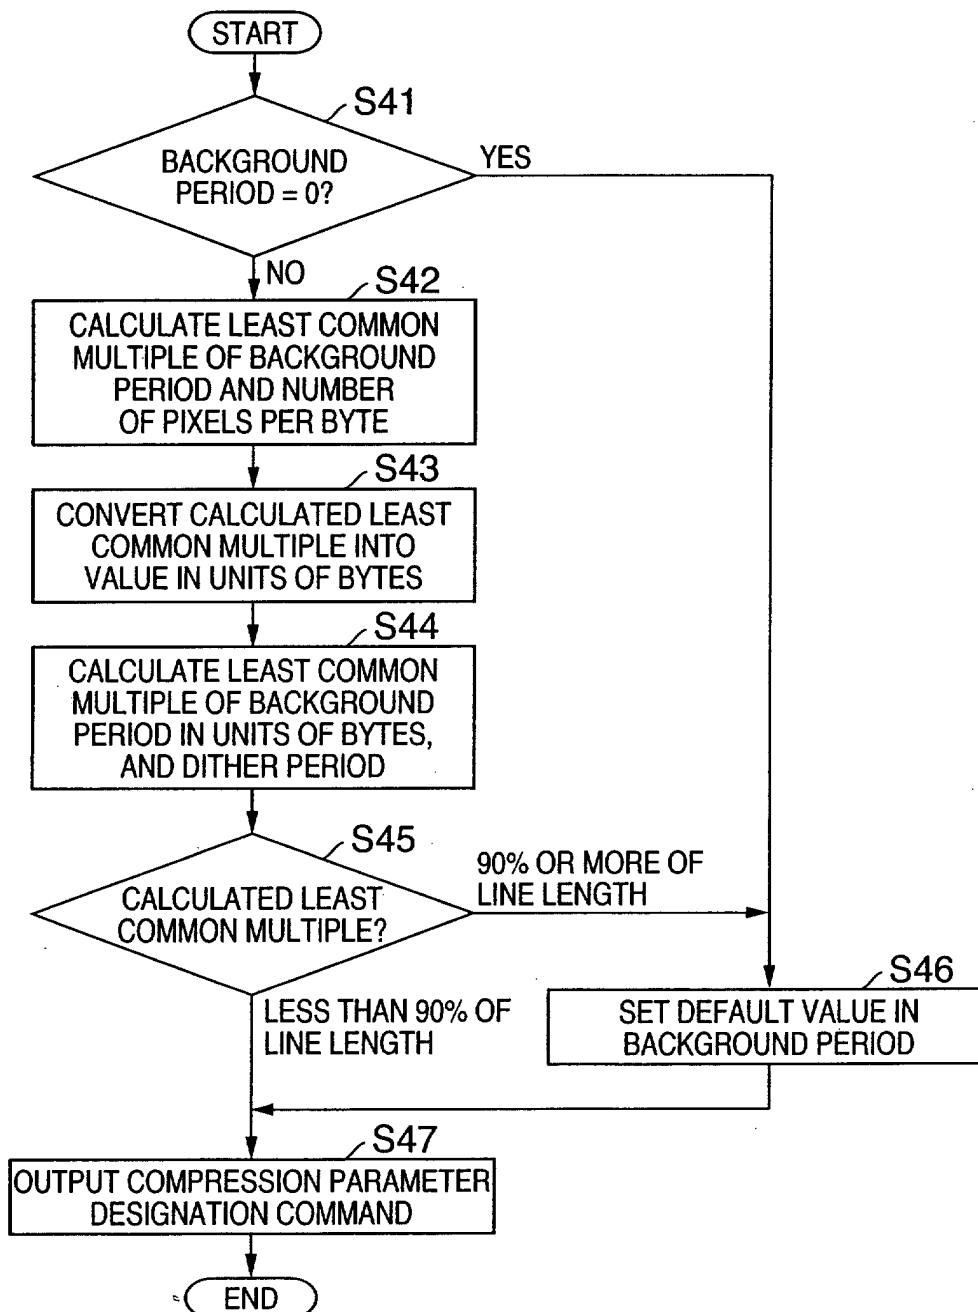 START
S41
BACKGROUND
PERIOD = 0?
YES
NO
S42
CALCULATE LEAST COMMON
MULTIPLE OF BACKGROUND
PERIOD AND NUMBER
OF PIXELS PER BYTE
S43
CONVERT CALCULATED LEAST
COMMON MULTIPLE INTO
VALUE IN UNITS OF BYTES
S44
CALCULATE LEAST COMMON
MULTIPLE OF BACKGROUND
PERIOD IN UNITS OF BYTES,
AND DITHER PERIOD
S45
CALCULATED LEAST
COMMON MULTIPLE?
90% OR MORE OF
LINE LENGTH
LESS THAN 90% OF
LINE LENGTH
S46
SET DEFAULT VALUE IN
BACKGROUND PERIOD
S47
OUTPUT COMPRESSION PARAMETER
DESIGNATION COMMAND
END